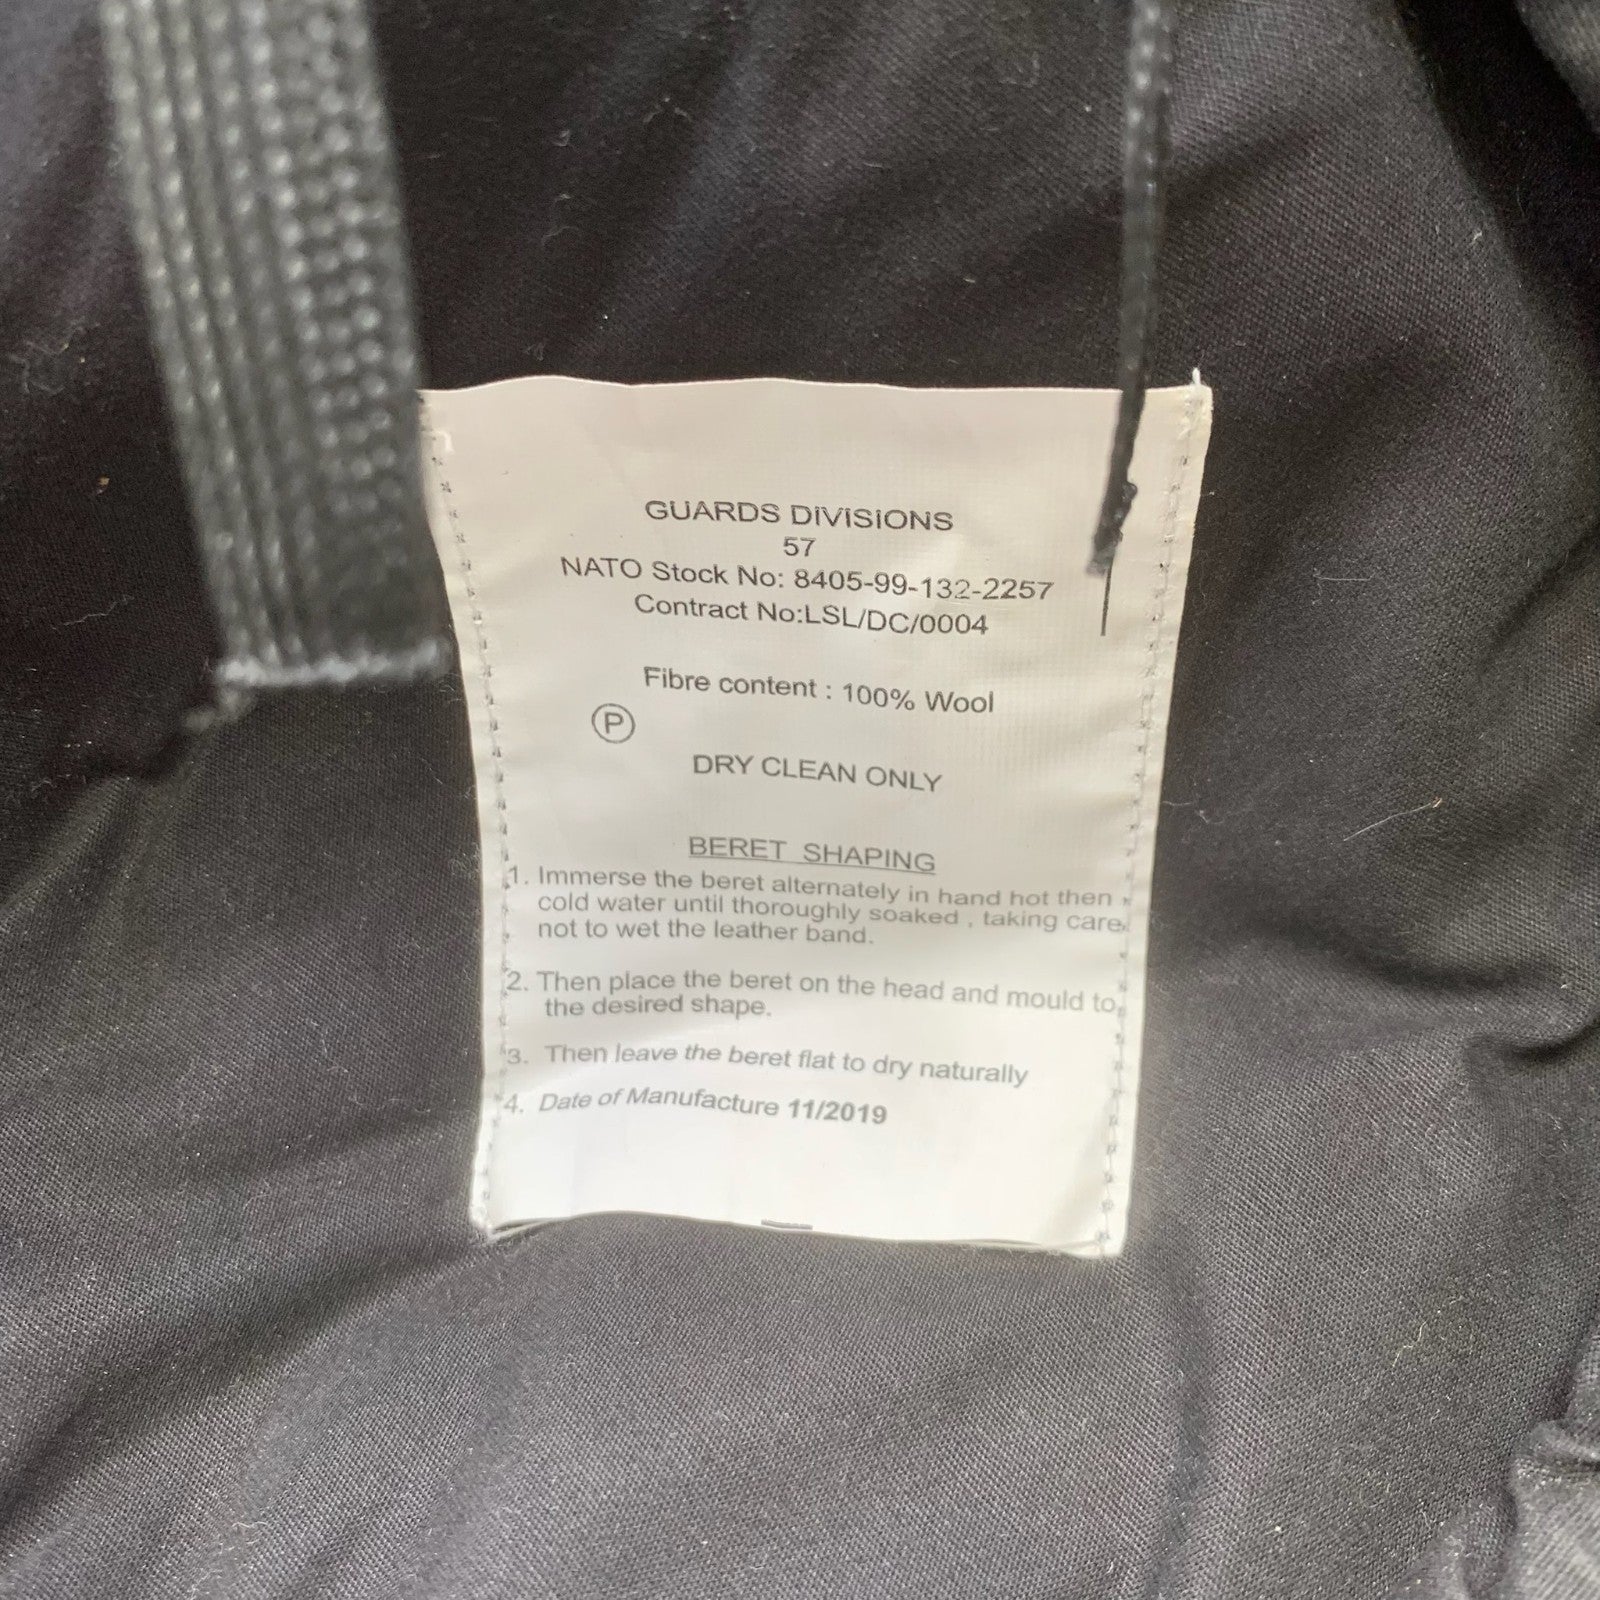 GUARDS DIVISIONS
57
NATO Stock No: 8405-99-132-2257
Contract No:LSL/DC/0004
Fibre content : 100% Wool
P
DRY CLEAN ONLY
BERET SHAPING
1. Immerse the beret alternately in hand hot then
cold water until thoroughly soaked , taking care
not to wet the leather band.
2. Then place the beret on the head and mould to
the desired shape.
3. Then leave the beret flat to dry naturally
4. Date of Manufacture 11/2019